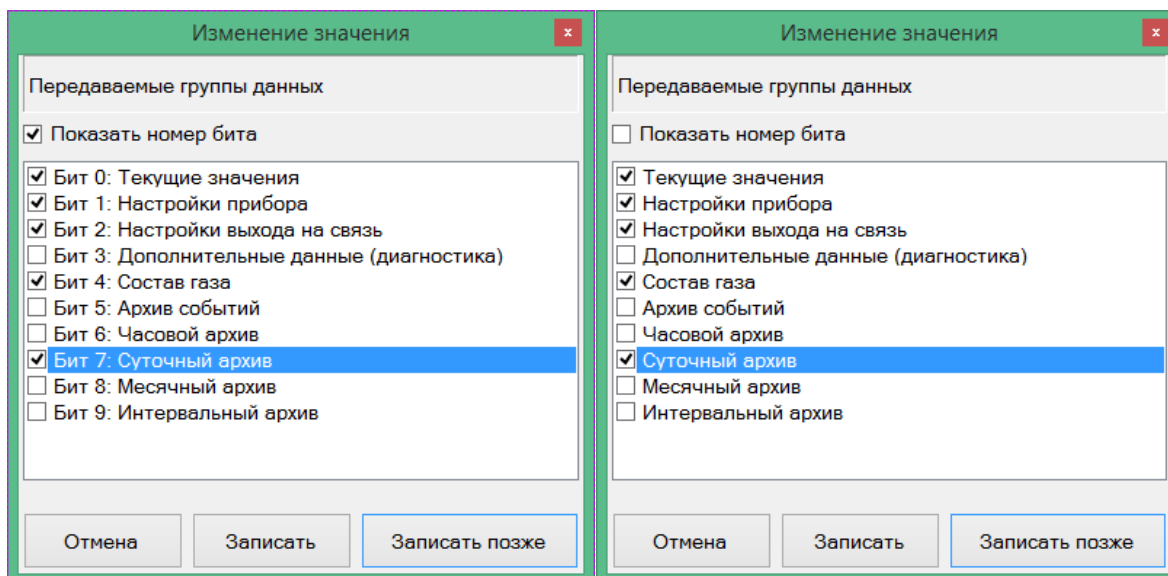 Изменение значения
x
Передаваемые группы данных
Показать номер бита
Бит 0: Текущие значения
Бит 1: Настройки прибора
Бит 2: Настройки выхода на связь
Бит 3: Дополнительные данные (диагностика)
Бит 4: Состав газа
Бит 5: Архив событий
Бит 6: Часовой архив
Бит 7: Суточный архив
Бит 8: Месячный архив
Бит 9: Интервальный архив
Отмена
Записать
Записать позже
Изменение значения
x
Передаваемые группы данных
Показать номер бита
Текущие значения
Настройки прибора
Настройки выхода на связь
Дополнительные данные (диагностика)
Состав газа
Архив событий
Часовой архив
Суточный архив
Месячный архив
Интервальный архив
Отмена
Записать
Записать позже